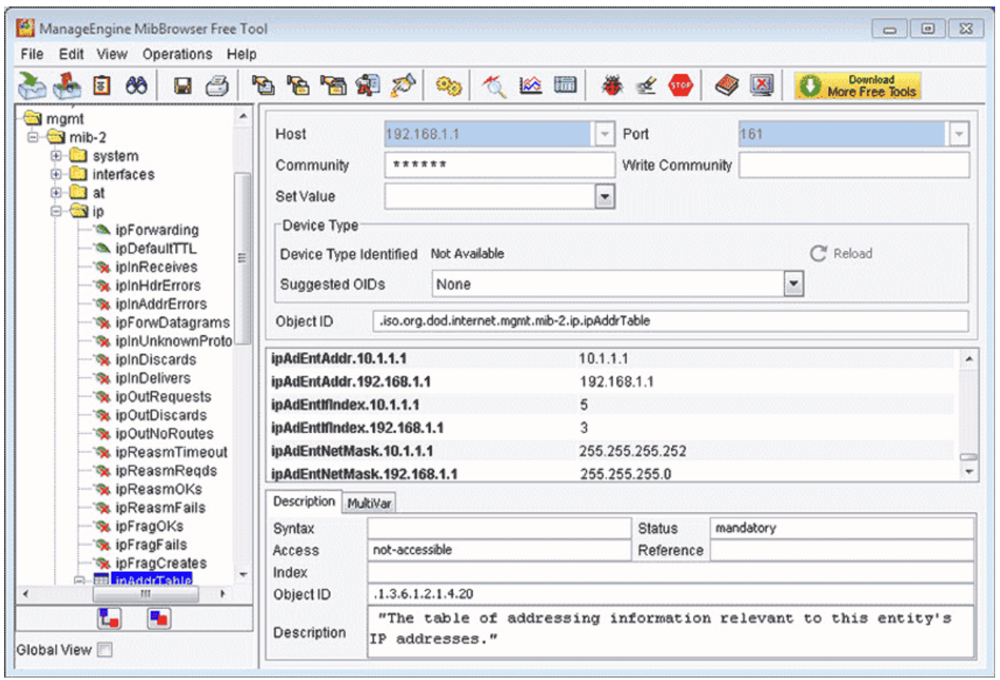 ManageEngine MibBrowser Free Tool
File Edit View Operations Help
STOP
Download
More Free Tools
mgmt
mib-2
system
interfaces
at
ip
ipForwarding
ipDefaultTTL
ipInReceives
ipInHdrErrors
ipInAddrErrors
ipForwDatagrams
ipInUnknownProto
ipInDiscards
ipInDelivers
ipOutRequests
ipOutDiscards
ipOutNoRoutes
ipReasmTimeout
ipReasmReqds
ipReasmOKs
ipReasmFails
ipFragOKs
ipFragFails
ipFragCreates
ipAddrTable
Global View
Host 192.168.1.1 Port 161
Community ****** Write Community
Set Value
Device Type
Device Type Identified Not Available Reload
Suggested OIDs None
Object ID .iso.org.dod.internet.mgmt.mib-2.ip.ipAddrTable
ipAdEntAddr.10.1.1.1 10.1.1.1
ipAdEntAddr.192.168.1.1 192.168.1.1
ipAdEntIfIndex.10.1.1.1 5
ipAdEntIfIndex.192.168.1.1 3
ipAdEntNetMask.10.1.1.1 255.255.255.252
ipAdEntNetMask.192.168.1.1 255.255.255.0
Description MultiVar
Syntax Status mandatory
Access not-accessible Reference
Index
Object ID .1.3.6.1.2.1.4.20
Description "The table of addressing information relevant to this entity's
IP addresses."